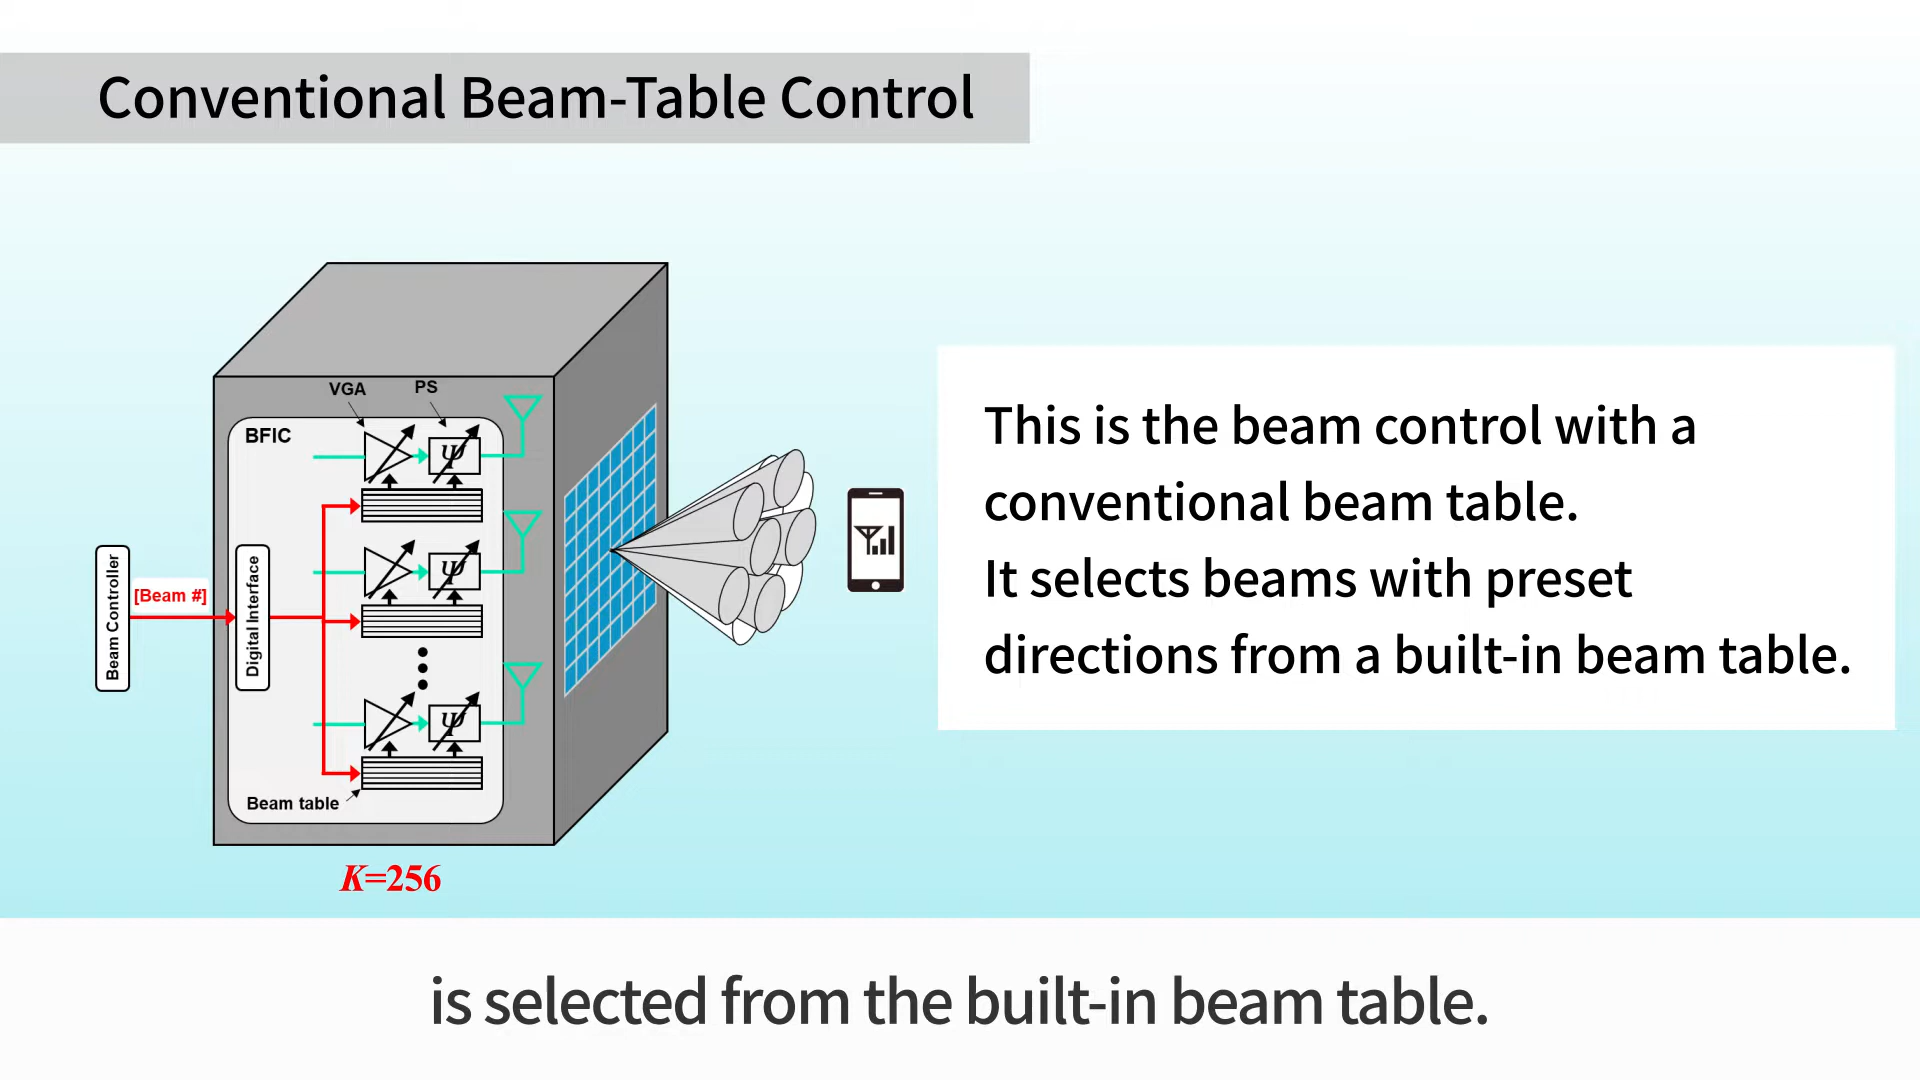 Conventional Beam-Table Control
VGA
PS
BFIC
Ψ
Ψ
Ψ
Beam Controller
[Beam #]
Digital Interface
Beam table
K=256
This is the beam control with a
conventional beam table.
It selects beams with preset
directions from a built-in beam table.
is selected from the built-in beam table.